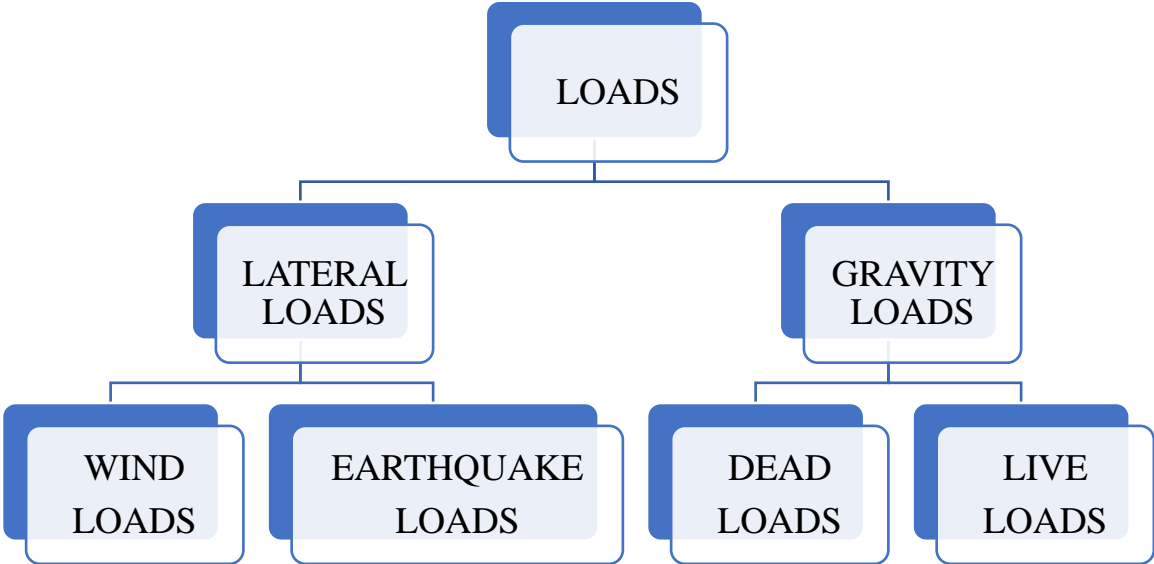 LOADS
LATERAL
LOADS
GRAVITY
LOADS
WIND
LOADS
EARTHQUAKE
LOADS
DEAD
LOADS
LIVE
LOADS